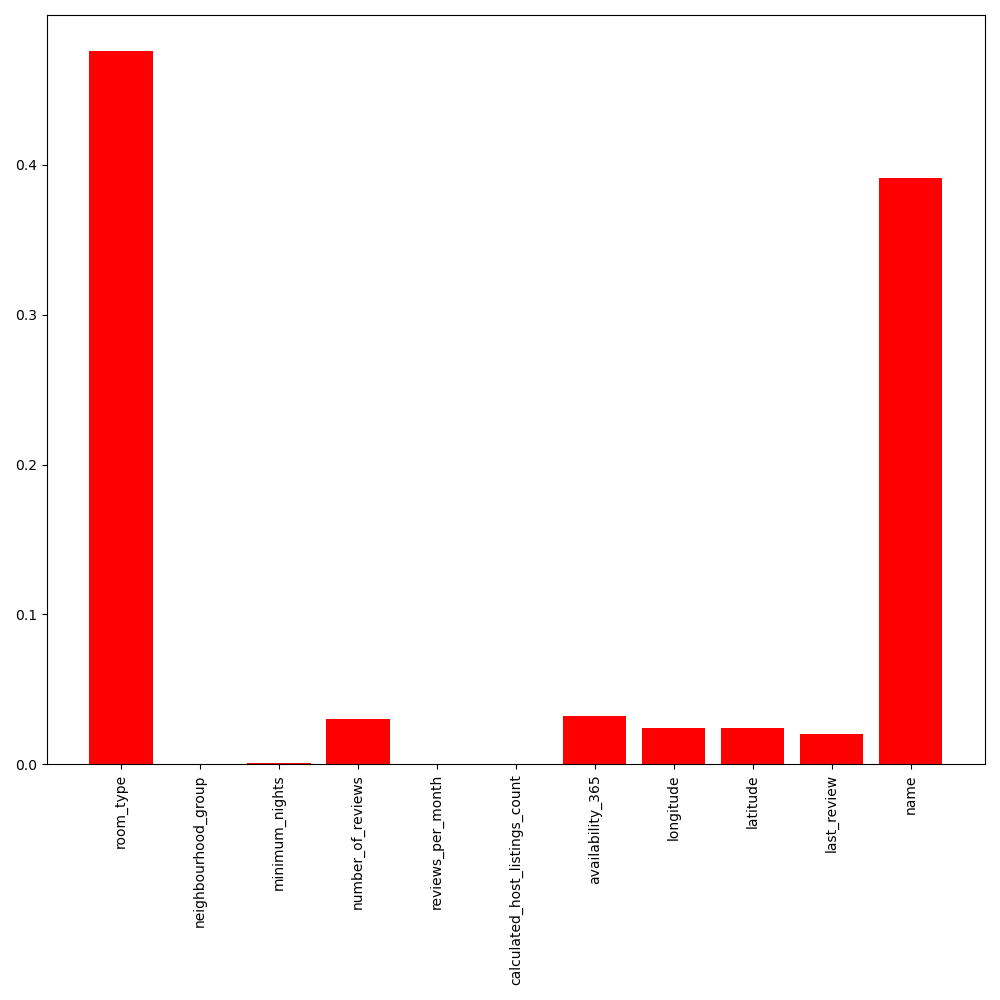 0.4
0.3
0.2
0.1
0.0
room_type
neighbourhood_group
minimum_nights
number_of_reviews
reviews_per_month
calculated_host_listings_count
availability_365
longitude
latitude
last_review
name